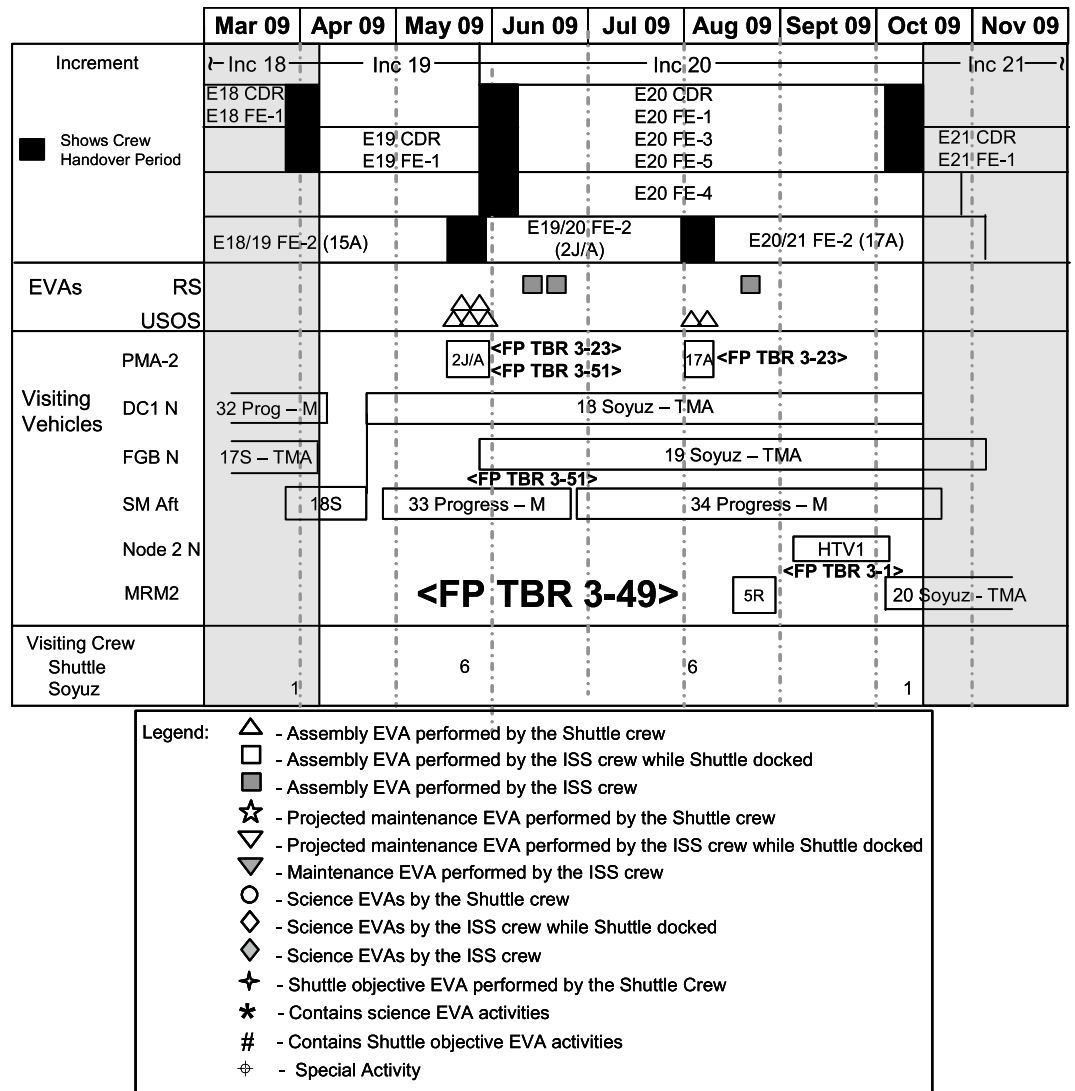 Mar 09 Apr 09 May 09 Jun 09 Jul 09 Aug 09 Sept 09 Oct 09 Nov 09
Increment Inc 18 Inc 19 Inc 20 Inc 21
E18 CDR E20 CDR
E18 FE-1 E20 FE-1
Shows Crew Handover Period
E19 CDR E20 FE-3 E21 CDR
E19 FE-1 E20 FE-5 E21 FE-1
E20 FE-4
E18/19 FE-2 (15A) E19/20 FE-2 (2J/A) E20/21 FE-2 (17A)
EVAs RS
USOS
Visiting Vehicles
PMA-2 2J/A <FP TBR 3-23> 17A <FP TBR 3-23>
<FP TBR 3-51>
DC1 N 32 Prog – M 18 Soyuz – TMA
FGB N 17S – TMA 19 Soyuz – TMA
<FP TBR 3-51>
SM Aft 18S 33 Progress – M 34 Progress – M
Node 2 N HTV1
<FP TBR 3-1>
MRM2 <FP TBR 3-49> 5R 20 Soyuz - TMA
Visiting Crew
Shuttle 6 6
Soyuz 1 1
Legend:
- Assembly EVA performed by the Shuttle crew
- Assembly EVA performed by the ISS crew while Shuttle docked
- Assembly EVA performed by the ISS crew
- Projected maintenance EVA performed by the Shuttle crew
- Projected maintenance EVA performed by the ISS crew while Shuttle docked
- Maintenance EVA performed by the ISS crew
- Science EVAs by the Shuttle crew
- Science EVAs by the ISS crew while Shuttle docked
- Science EVAs by the ISS crew
- Shuttle objective EVA performed by the Shuttle Crew
* - Contains science EVA activities
# - Contains Shuttle objective EVA activities
- Special Activity